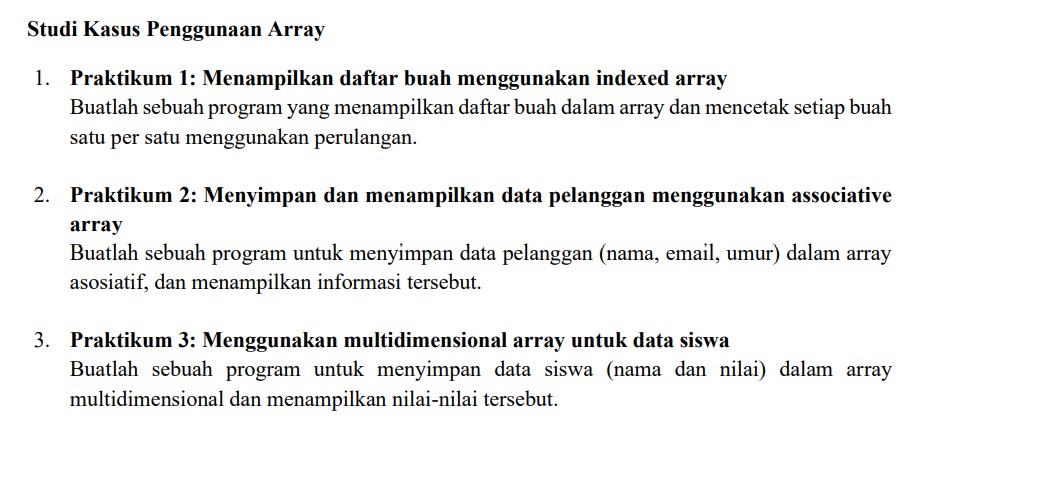 Studi Kasus Penggunaan Array
1. Praktikum 1: Menampilkan daftar buah menggunakan indexed array
Buatlah sebuah program yang menampilkan daftar buah dalam array dan mencetak setiap buah
satu per satu menggunakan perulangan.
2. Praktikum 2: Menyimpan dan menampilkan data pelanggan menggunakan associative
array
Buatlah sebuah program untuk menyimpan data pelanggan (nama, email, umur) dalam array
asosiatif, dan menampilkan informasi tersebut.
3. Praktikum 3: Menggunakan multidimensional array untuk data siswa
Buatlah sebuah program untuk menyimpan data siswa (nama dan nilai) dalam array
multidimensional dan menampilkan nilai-nilai tersebut.